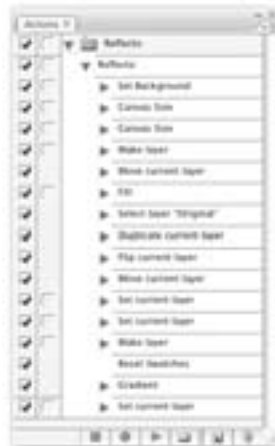 Actions
Reflects
Reflects
Set Background
Canvas Size
Canvas Size
Make layer
Move current layer
Fill
Select layer "Original"
Duplicate current layer
Flip current layer
Move current layer
Set current layer
Set current layer
Make layer
Reset Swatches
Gradient
Set current layer